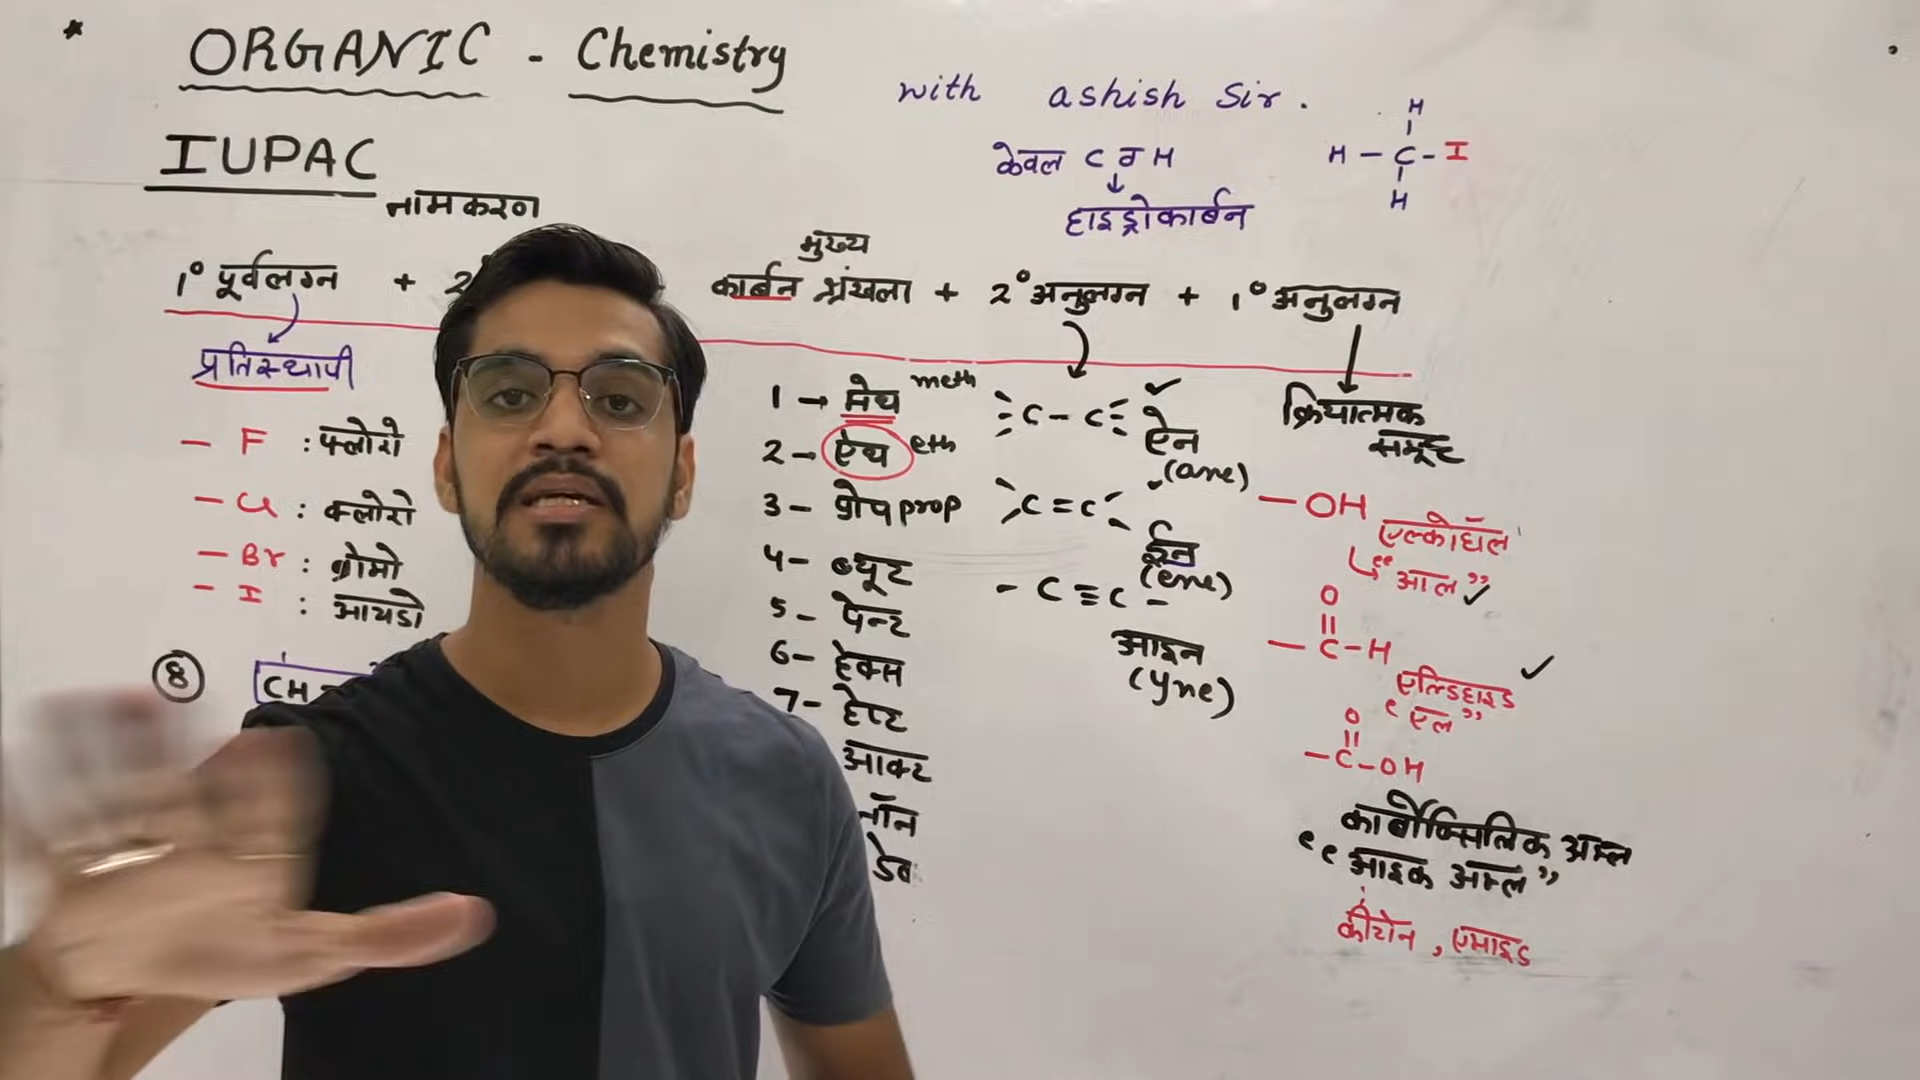 ORGANIC - Chemistry
with ashish Sir.
IUPAC
नामकरण
केवल C व H
हाइड्रोकार्बन
H
H - C - I
H
मुख्य
1° पूर्वलग्न + 2° कार्बन श्रंखला + 2° अनुलग्न + 1° अनुलग्न
प्रतिस्थापी
- F : फ्लोरो
- Cl : क्लोरो
- Br : ब्रोमो
- I : आयडो
8
CH
1 → मेथ meth
2 - ऐथ eth
3 - प्रोप prop
4 - ब्यूट
5 - पेन्ट
6 - हेक्स
7 - हेप्ट
आक्ट
नॉन
डेब
C - C ऐन
(ane)
C = C ईन
(ene)
- C ≡ C -
आइन
(yne)
क्रियात्मक
समूह
- OH एल्कोहॅल
"आल"
O
- C - H
एल्डिहाइड
"एल"
O
- C - OH
कार्बोक्सिलिक अम्ल
"आइक अम्ल"
कीटोन, एमाइड